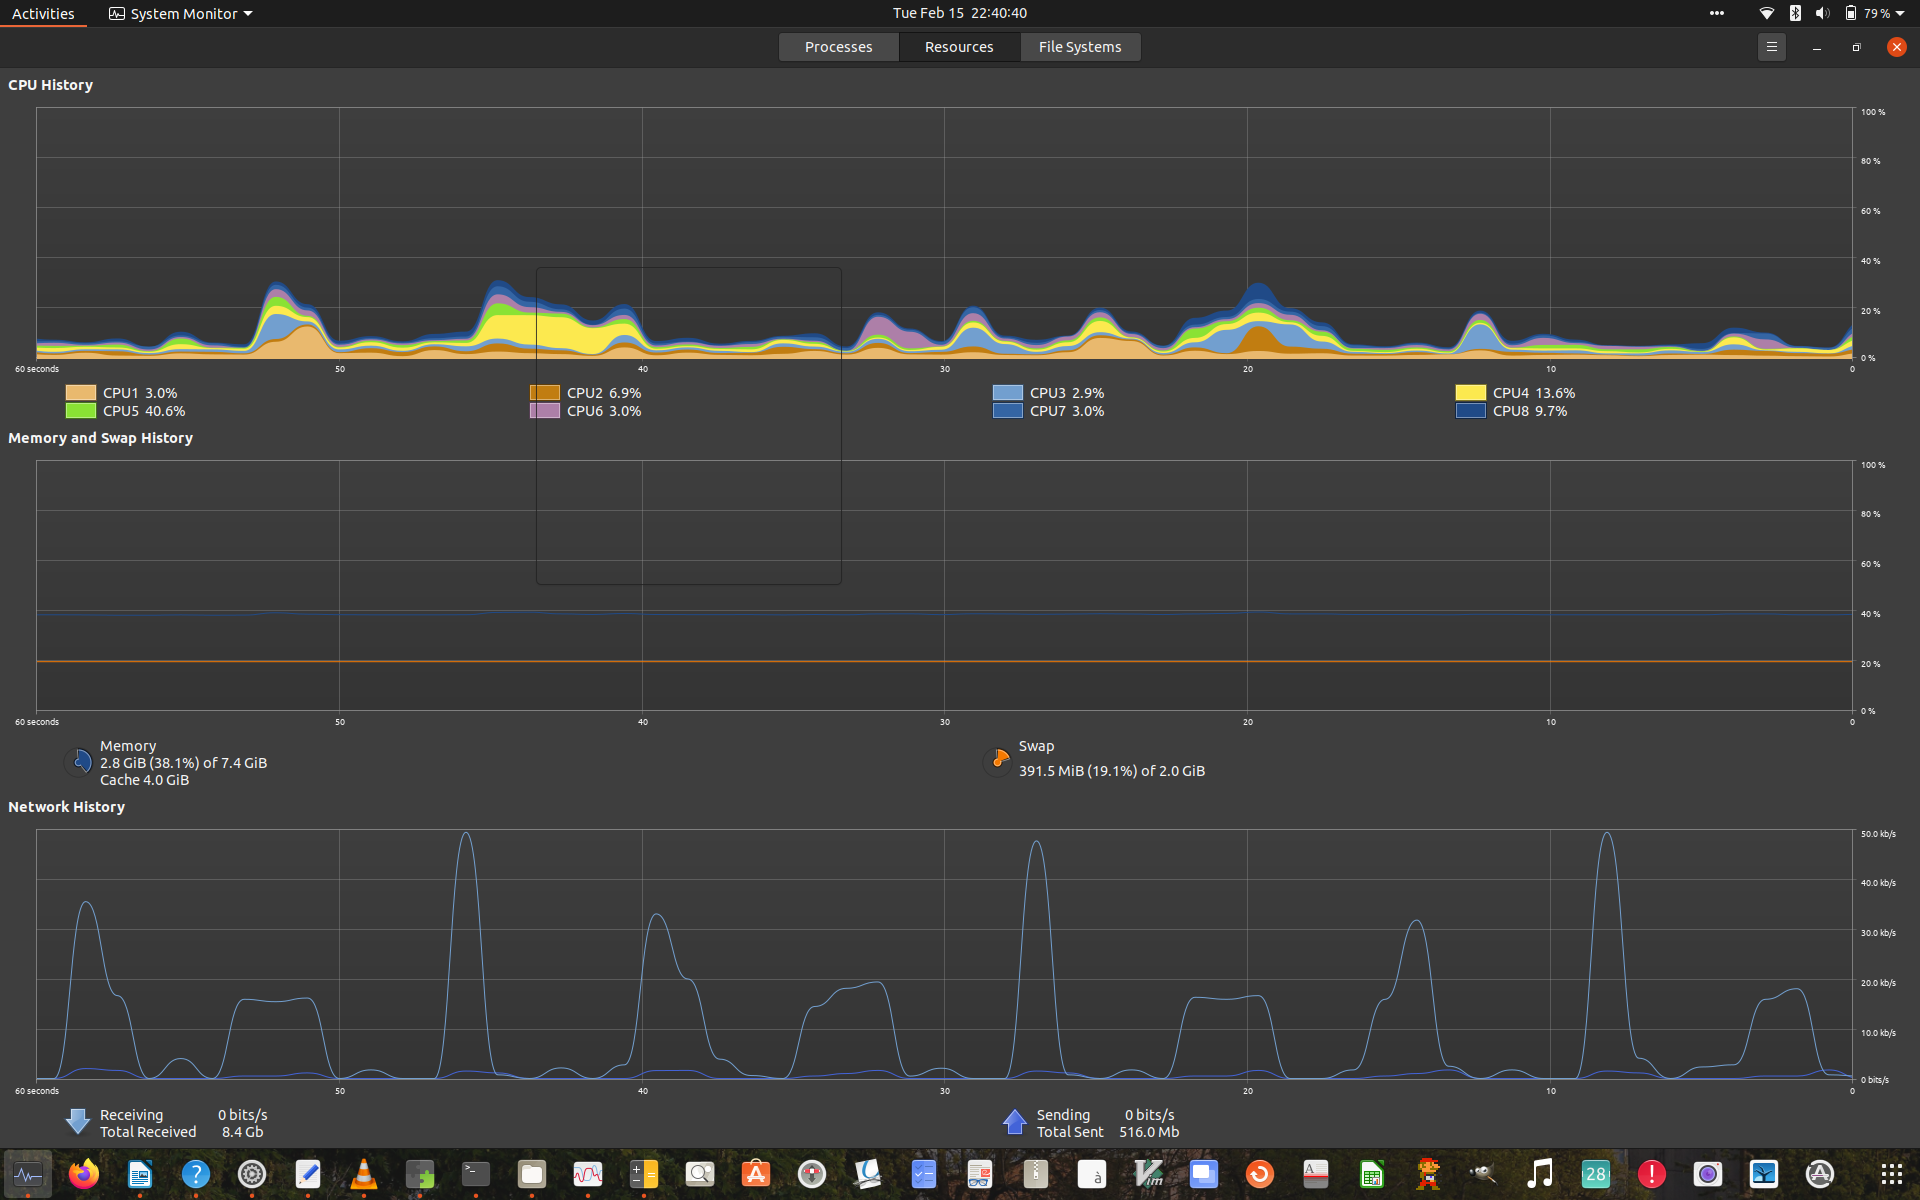 Activities
System Monitor
Tue Feb 15 22:40:40
79 %
Processes
Resources
File Systems
CPU History
100 %
80 %
60 %
40 %
20 %
0 %
60 seconds
50
40
30
20
10
0
CPU1 3.0%
CPU2 6.9%
CPU3 2.9%
CPU4 13.6%
CPU5 40.6%
CPU6 3.0%
CPU7 3.0%
CPU8 9.7%
Memory and Swap History
100 %
80 %
60 %
40 %
20 %
0 %
60 seconds
50
40
30
20
10
0
Memory
2.8 GiB (38.1%) of 7.4 GiB
Cache 4.0 GiB
Swap
391.5 MiB (19.1%) of 2.0 GiB
Network History
50.0 kb/s
40.0 kb/s
30.0 kb/s
20.0 kb/s
10.0 kb/s
0 bits/s
60 seconds
50
40
30
20
10
0
Receiving 0 bits/s
Total Received 8.4 Gb
Sending 0 bits/s
Total Sent 516.0 Mb
?
>_
A
à
Vim
A
28
!